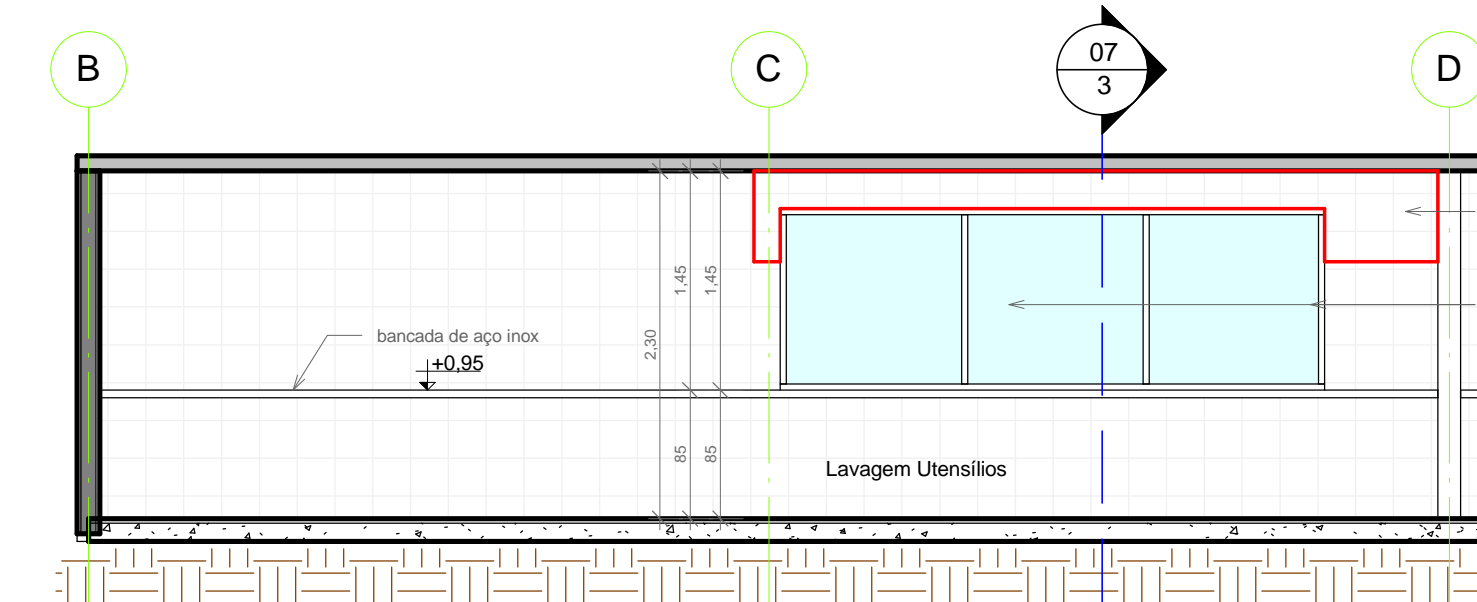 B
C
07
3
D
1,45
1,45
2,30
bancada de aço inox
+0,95
85
85
Lavagem Utensílios